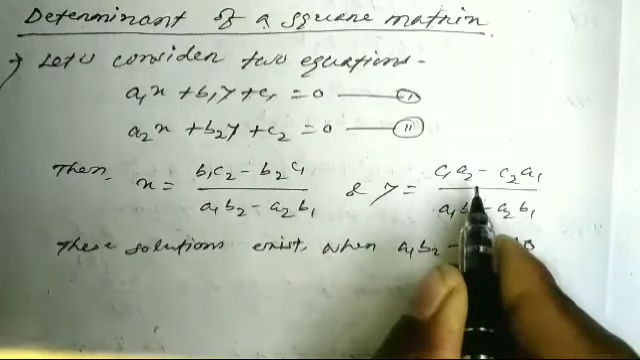 Determinant of a square matrix
→ Let's consider two equations-
a₁x + b₁y + c₁ = 0 —— (I)
a₂x + b₂y + c₂ = 0 —— (II)
Then, x = (b₁c₂ - b₂c₁)/(a₁b₂ - a₂b₁) & y = (c₁a₂ - c₂a₁)/(a₁b₂ - a₂b₁)
These solutions exist, when a₁b₂ -